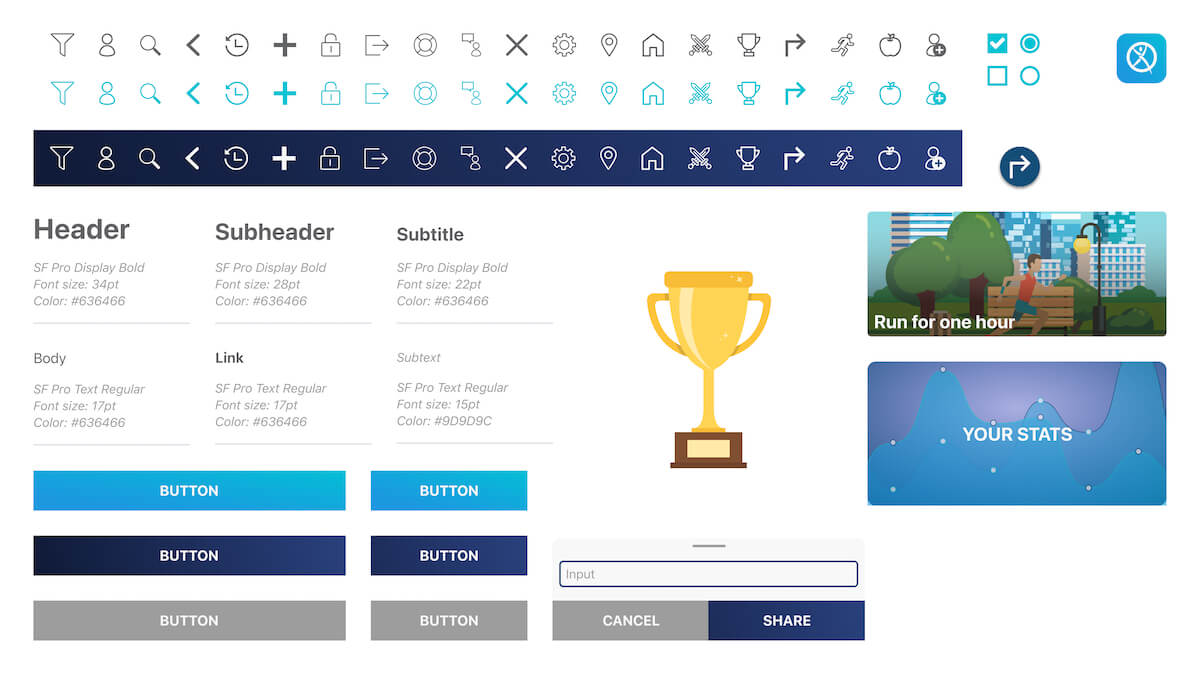 Header
SF Pro Display Bold
Font size: 34pt
Color: #636466
Subheader
SF Pro Display Bold
Font size: 28pt
Color: #636466
Subtitle
SF Pro Display Bold
Font size: 22pt
Color: #636466
Body
SF Pro Text Regular
Font size: 17pt
Color: #636466
Link
SF Pro Text Regular
Font size: 17pt
Color: #636466
Subtext
SF Pro Text Regular
Font size: 15pt
Color: #9D9D9C
Run for one hour
YOUR STATS
BUTTON
BUTTON
BUTTON
BUTTON
BUTTON
BUTTON
Input
CANCEL
SHARE